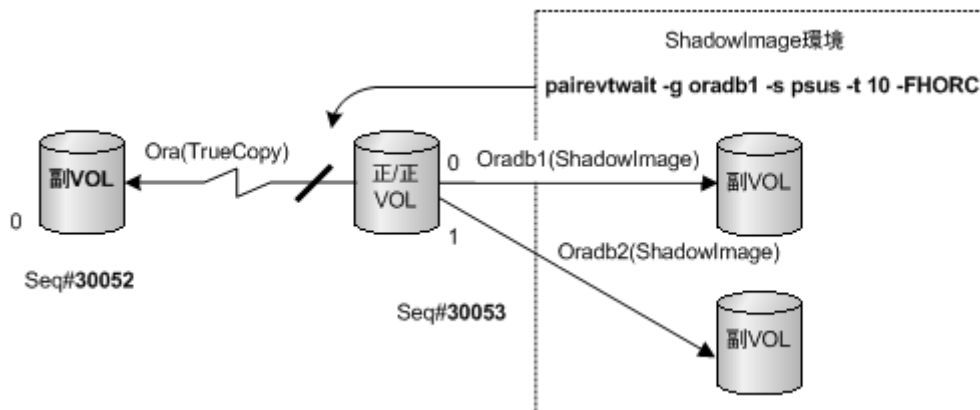 ShadowImage環境
pairevtwait -g oradb1 -s psus -t 10 -FHORC
Ora(TrueCopy)
副VOL
0
正/正
VOL
0
Oradb1(ShadowImage)
副VOL
1
Oradb2(ShadowImage)
Seq#30052
Seq#30053
副VOL